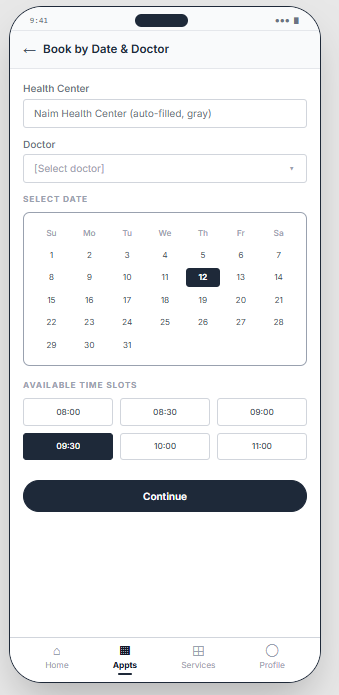 9:41
← Book by Date & Doctor
Health Center
Naim Health Center (auto-filled, gray)
Doctor
[Select doctor]
SELECT DATE
Su Mo Tu We Th Fr Sa
1 2 3 4 5 6 7
8 9 10 11 12 13 14
15 16 17 18 19 20 21
22 23 24 25 26 27 28
29 30 31
AVAILABLE TIME SLOTS
08:00 08:30 09:00
09:30 10:00 11:00
Continue
Home Appts Services Profile